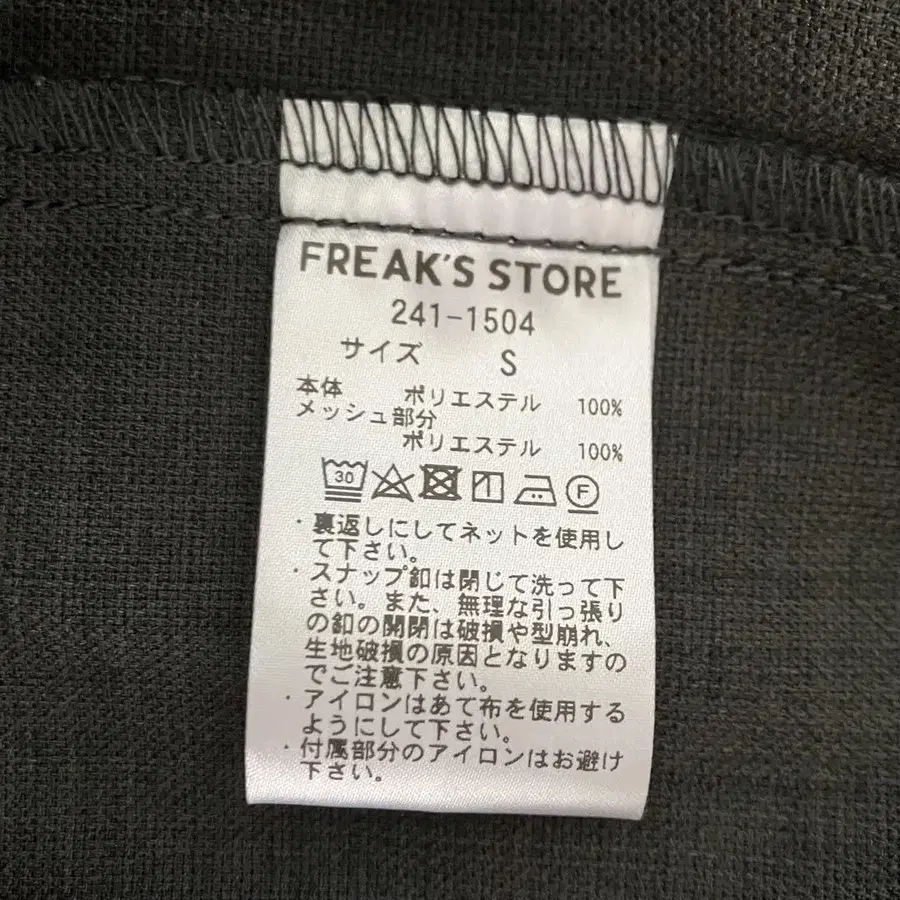 FREAK'S STORE
241-1504
サイズ S
本体 ポリエステル 100%
メッシュ部分
ポリエステル 100%
30 F
・裏返しにしてネットを使用し
て下さい。
・スナップ釦は閉じて洗って下
さい。また、無理な引っ張り
の釦の開閉は破損や型崩れ、
生地破損の原因となりますの
でご注意下さい。
・アイロンはあて布を使用する
ようにして下さい。
・付属部分のアイロンはお避け
下さい。